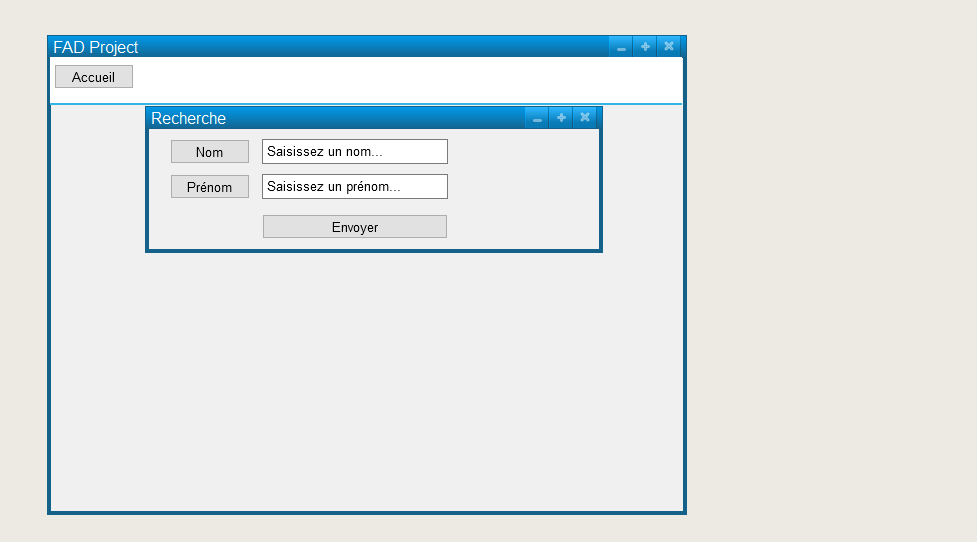 FAD Project
Accueil
Recherche
Nom
Saisissez un nom...
Prénom
Saisissez un prénom...
Envoyer